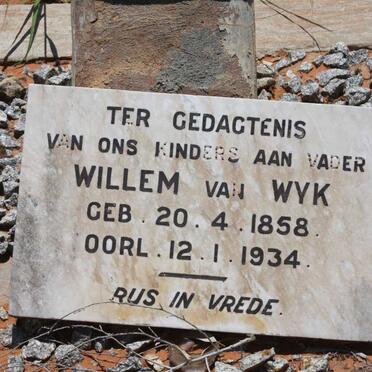 TER GEDAGTENIS
VAN ONS KINDERS AAN VADER
WILLEM VAN WYK
GEB. 20. 4. 1858.
OORL. 12. 1. 1934.
RUS IN VREDE.